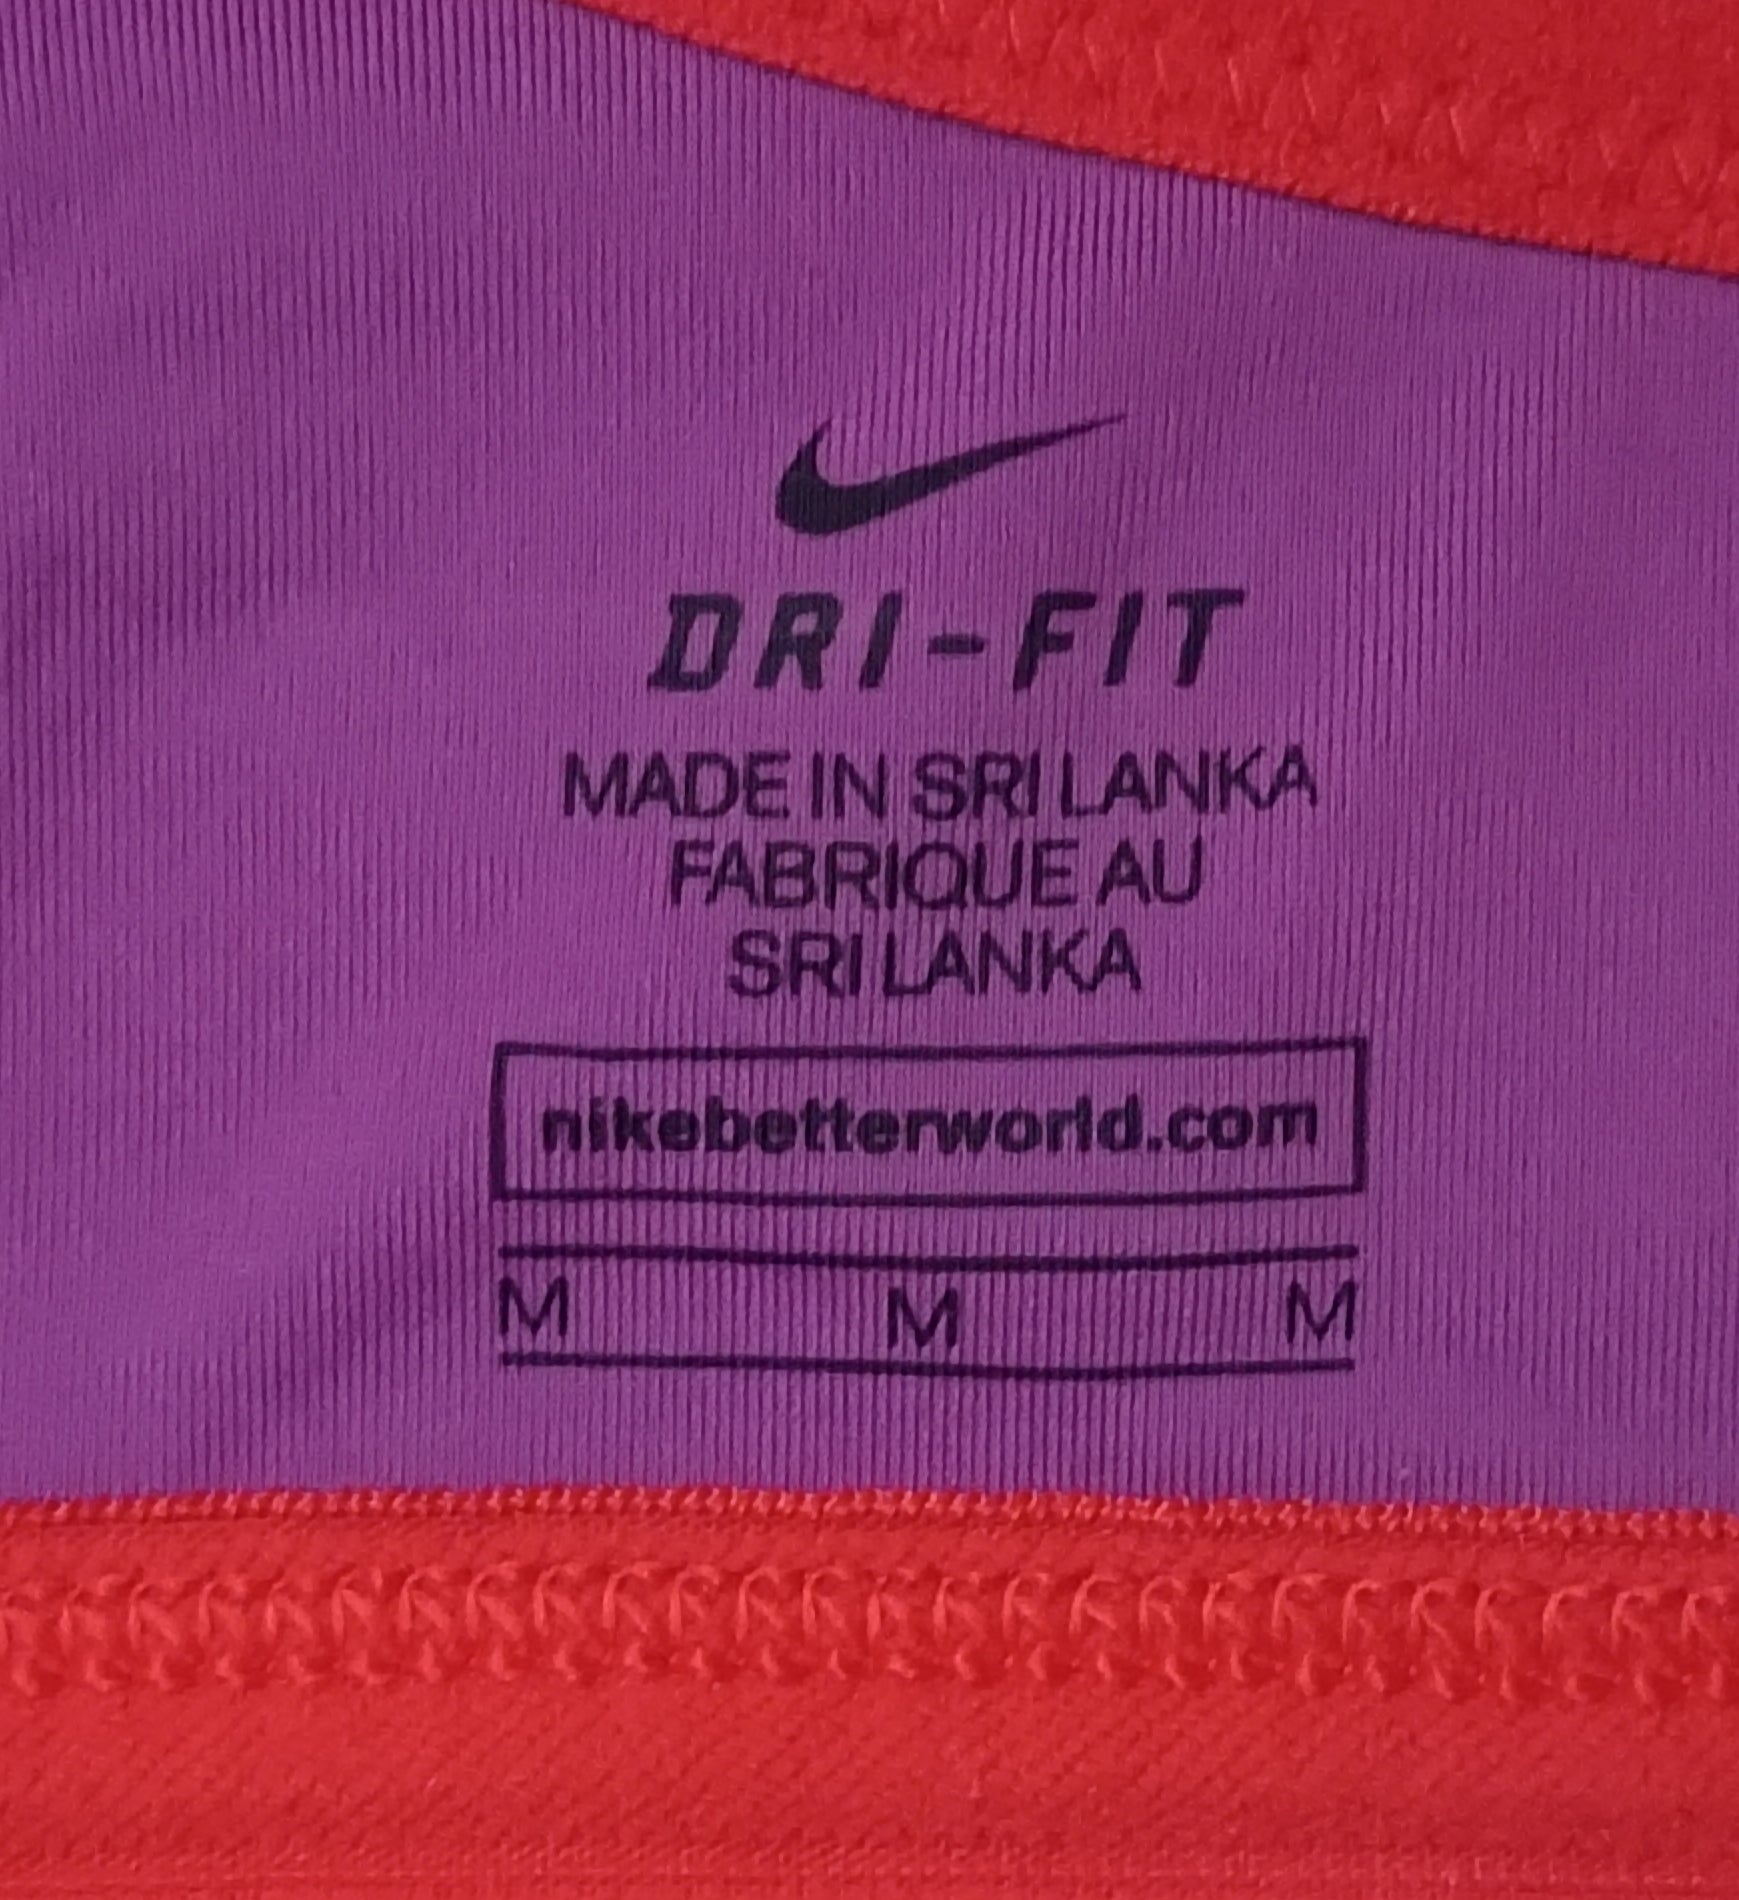 DRI-FIT
MADE IN SRI LANKA
FABRIQUE AU
SRI LANKA
nikebetterworld.com
M M M